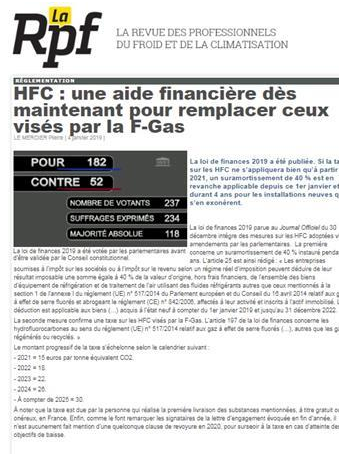 La
Rpf
LA REVUE DES PROFESSIONNELS
DU FROID ET DE LA CLIMATISATION
RÉGLEMENTATION
HFC : une aide financière dès
maintenant pour remplacer ceux
visés par la F-Gas
LE MERCIER Pierre | 4 janvier 2019 |
POUR 182
CONTRE 52
NOMBRE DE VOTANTS 237
SUFFRAGES EXPRIMÉS 234
MAJORITÉ ABSOLUE 118
La loi de finances 2019 a été publiée. Si la ta
sur les HFC ne s'appliquera bien qu'à partir
2021, un suramortissement de 40 % est en
revanche applicable depuis ce 1er janvier et
durant 4 ans pour les installations neuves q
s'en exonèrent.
La loi de finances 2019 parue au Journal Officiel du 30
décembre intègre des mesures sur les HFC adoptées vi
amendements par les parlementaires. La première
concerne un suramortissement de 40 % instauré penda
ans. L'article 25 est ainsi rédigé : « Les entreprises
La loi de finances 2019 a été votée par les parlementaires avant
d'être validée par le Conseil constitutionnel.
soumises à l'impôt sur les sociétés ou à l'impôt sur le revenu selon un régime réel d'imposition peuvent déduire de leur
résultat imposable une somme égale à 40 % de la valeur d'origine, hors frais financiers, de l'ensemble des biens
d'équipement de réfrigération et de traitement de l'air utilisant des fluides réfrigérants autres que ceux mentionnés à la
section 1 de l'annexe I du règlement (UE) n° 517/2014 du Parlement européen et du Conseil du 16 avril 2014 relatif aux g
à effet de serre fluorés et abrogeant le règlement (CE) n° 842/2006, affectés à leur activité et inscrits à l'actif immobilisé. L
déduction est applicable aux biens (...) acquis à l'état neuf à compter du 1er janvier 2019 et jusqu'au 31 décembre 2022.
La seconde mesure confirme une taxe sur les HFC visés par la F-Gas. L'article 197 de la loi de finances concerne les
hydrofluorocarbones au sens du règlement (UE) n° 517/2014 relatif aux gaz à effet de serre fluorés (...), autres que les ga
régénérés ou recyclés. »
Le montant progressif de la taxe s'échelonne selon le calendrier suivant :
- 2021 = 15 euros par tonne équivalent CO2.
- 2022 = 18.
- 2023 = 22.
- 2024 = 26.
- À compter de 2025 = 30.
À noter que la taxe est due par la personne qui réalise la première livraison des substances mentionnées, à titre gratuit o
onéreux, en France. Enfin, comme le font remarquer les signataires de la lettre d'engagement évoquée en fin d'année, il
n'est aucunement fait mention d'une quelconque clause de revoyure en 2020, pour surseoir à la taxe en cas d'atteinte de
objectifs de baisse.